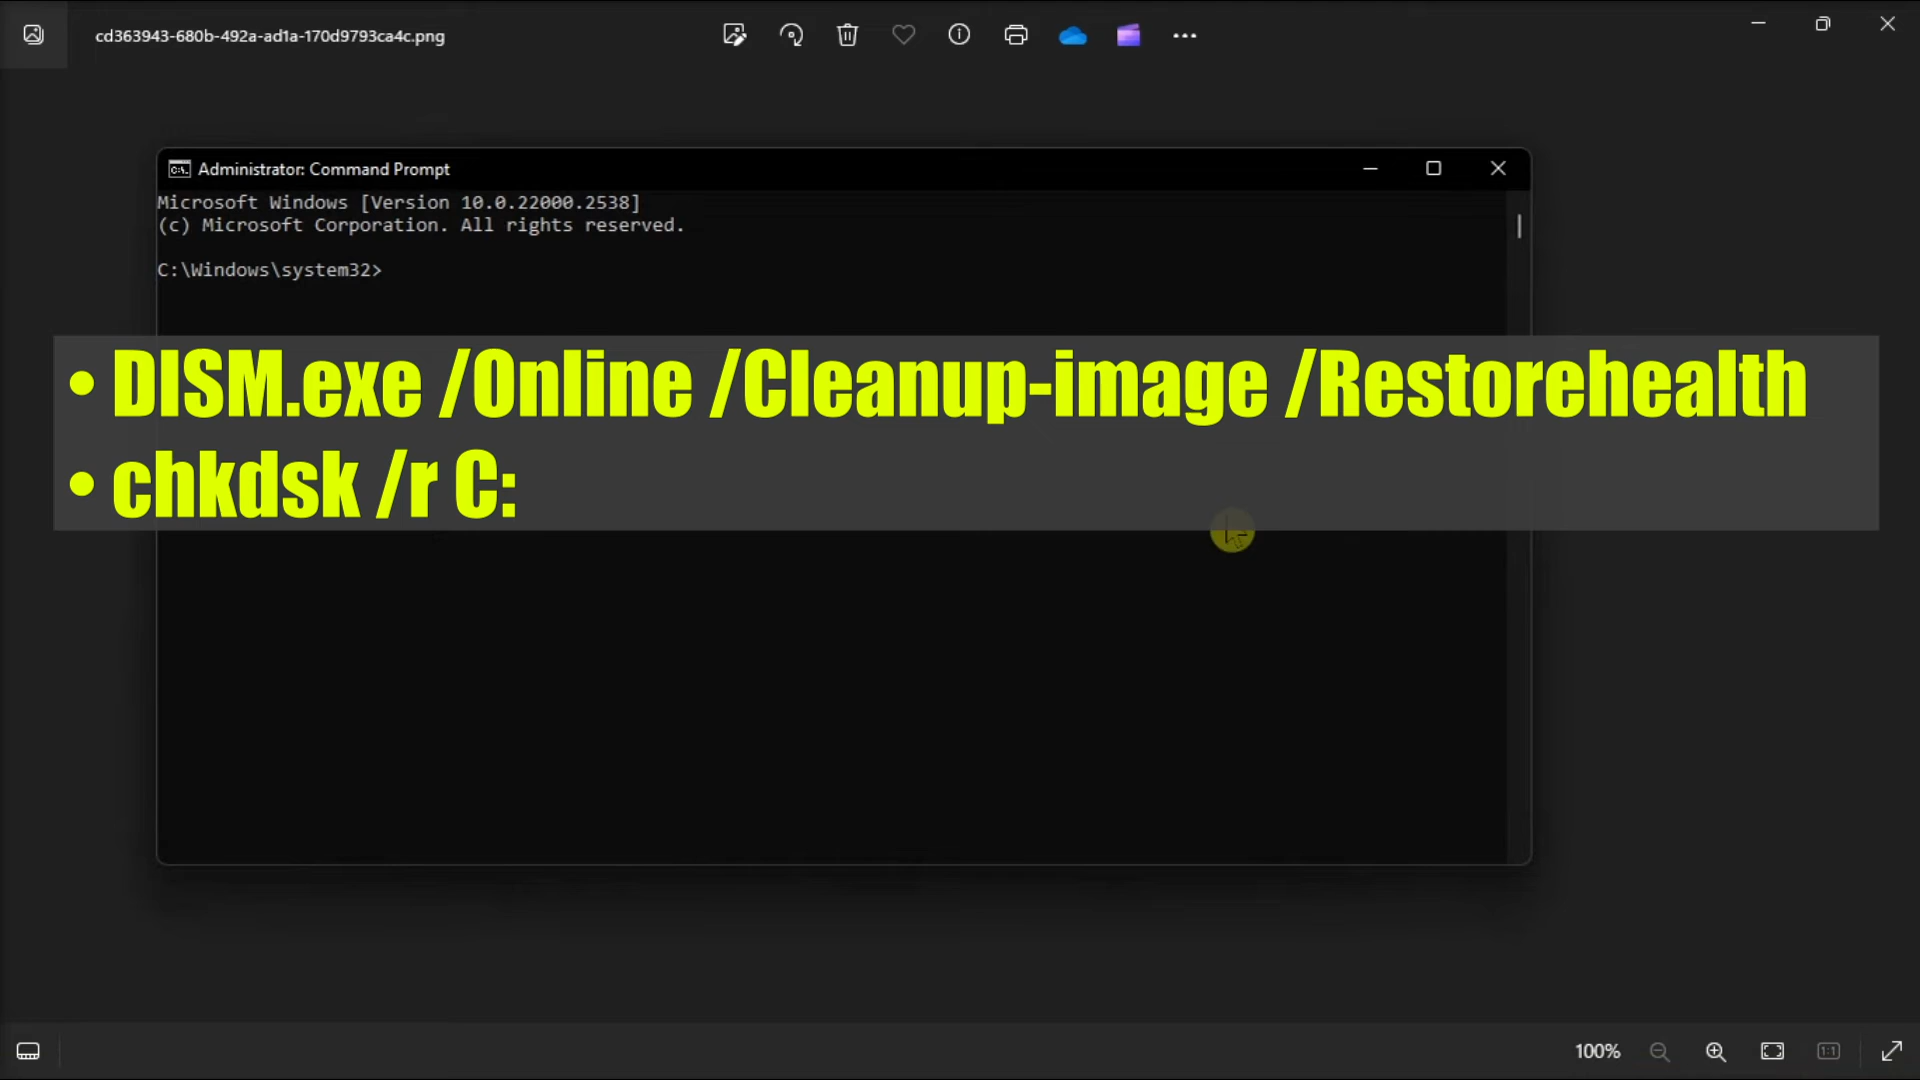 cd363943-680b-492a-ad1a-170d9793ca4c.png
Administrator: Command Prompt
Microsoft Windows [Version 10.0.22000.2538]
(c) Microsoft Corporation. All rights reserved.
C:\Windows\system32>
• DISM.exe /Online /Cleanup-image /Restorehealth
• chkdsk /r C:
100%